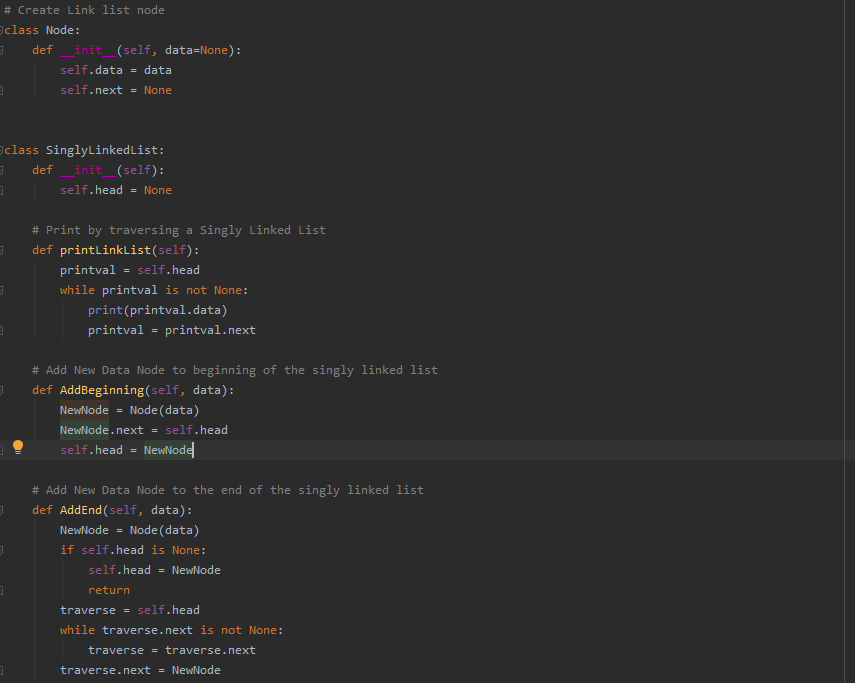 # Create Link list node
class Node:
    def __init__(self, data=None):
        self.data = data
        self.next = None
class SinglyLinkedList:
    def __init__(self):
        self.head = None
    # Print by traversing a Singly Linked List
    def printLinkList(self):
        printval = self.head
        while printval is not None:
            print(printval.data)
            printval = printval.next
    # Add New Data Node to beginning of the singly linked list
    def AddBeginning(self, data):
        NewNode = Node(data)
        NewNode.next = self.head
        self.head = NewNode
    # Add New Data Node to the end of the singly linked list
    def AddEnd(self, data):
        NewNode = Node(data)
        if self.head is None:
            self.head = NewNode
            return
        traverse = self.head
        while traverse.next is not None:
            traverse = traverse.next
        traverse.next = NewNode